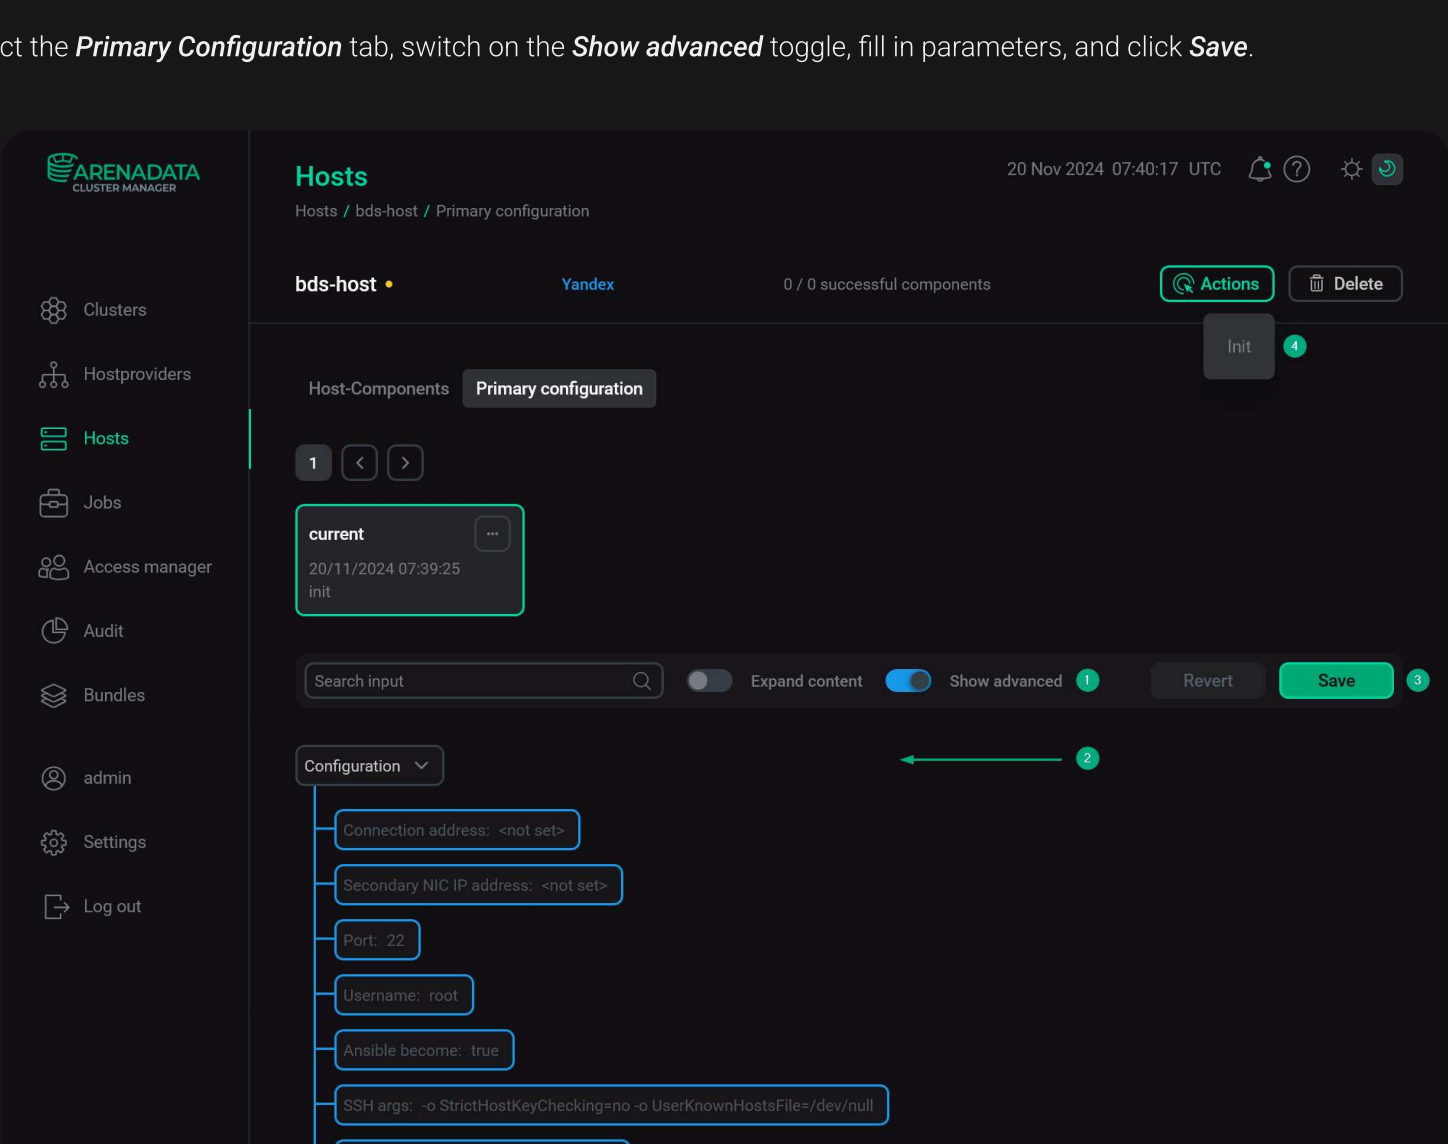 ct the Primary Configuration tab, switch on the Show advanced toggle, fill in parameters, and click Save.
ARENADATA
CLUSTER MANAGER
Hosts
20 Nov 2024 07:40:17 UTC
Hosts / bds-host / Primary configuration
bds-host
Yandex
0 / 0 successful components
Actions
Delete
Init
4
Clusters
Hostproviders
Hosts
Jobs
Access manager
Audit
Bundles
admin
Settings
Log out
Host-Components
Primary configuration
1
current
20/11/2024 07:39:25
init
Search input
Expand content
Show advanced
1
Revert
Save
3
Configuration
2
Connection address: <not set>
Secondary NIC IP address: <not set>
Port: 22
Username: root
Ansible become: true
SSH args: -o StrictHostKeyChecking=no -o UserKnownHostsFile=/dev/null